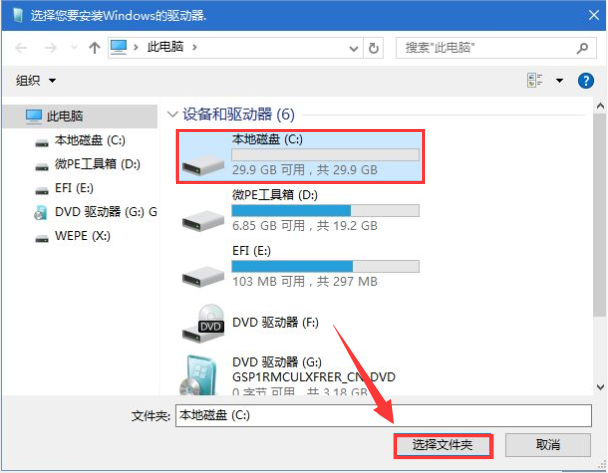 选择您要安装Windows的驱动器.
此电脑
搜索"此电脑"
组织
此电脑
本地磁盘 (C:)
微PE工具箱 (D:)
EFI (E:)
DVD 驱动器 (G:) G
WEPE (X:)
设备和驱动器 (6)
本地磁盘 (C:)
29.9 GB 可用，共 29.9 GB
微PE工具箱 (D:)
6.85 GB 可用，共 19.2 GB
EFI (E:)
103 MB 可用，共 297 MB
DVD
DVD 驱动器 (F:)
DVD 驱动器 (G:)
GSP1RMCULXFRER_CN_DVD
0 字节 可用，共 3.18 GB
文件夹: 本地磁盘 (C:)
选择文件夹
取消